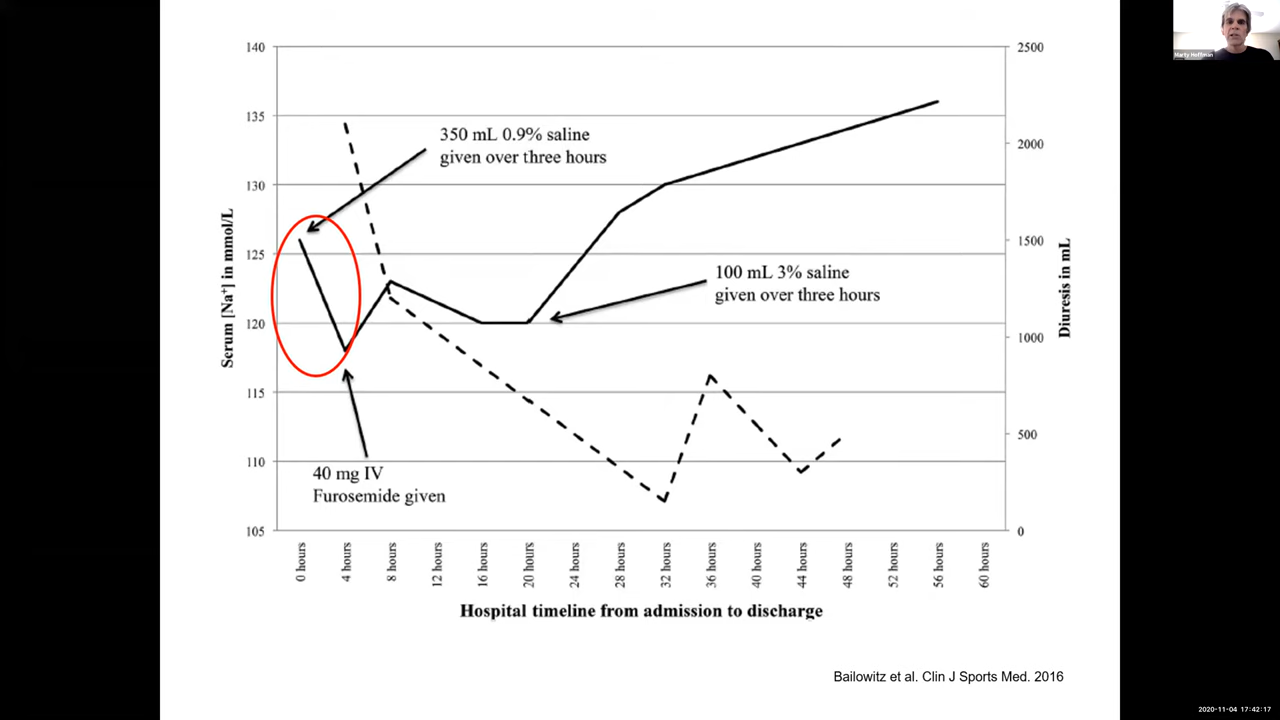 Marty Hoffman
140
135
130
125
120
115
110
105
2500
2000
1500
1000
500
0
Serum [Na⁺] in mmol/L
Diuresis in mL
350 mL 0.9% saline
given over three hours
100 mL 3% saline
given over three hours
40 mg IV
Furosemide given
0 hours
4 hours
8 hours
12 hours
16 hours
20 hours
24 hours
28 hours
32 hours
36 hours
40 hours
44 hours
48 hours
52 hours
56 hours
60 hours
Hospital timeline from admission to discharge
Bailowitz et al. Clin J Sports Med. 2016
2020-11-04 17:42:17